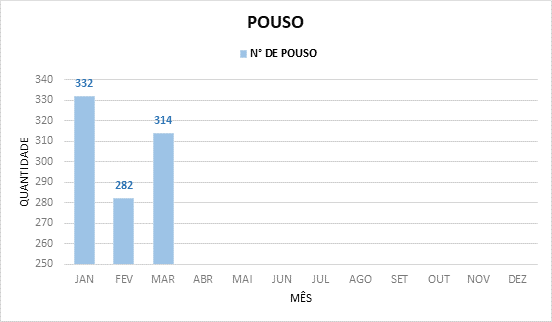 POUSO
N° DE POUSO
QUANTIDADE
340
330
320
310
300
290
280
270
260
250
332
282
314
JAN FEV MAR ABR MAI JUN JUL AGO SET OUT NOV DEZ
MÊS